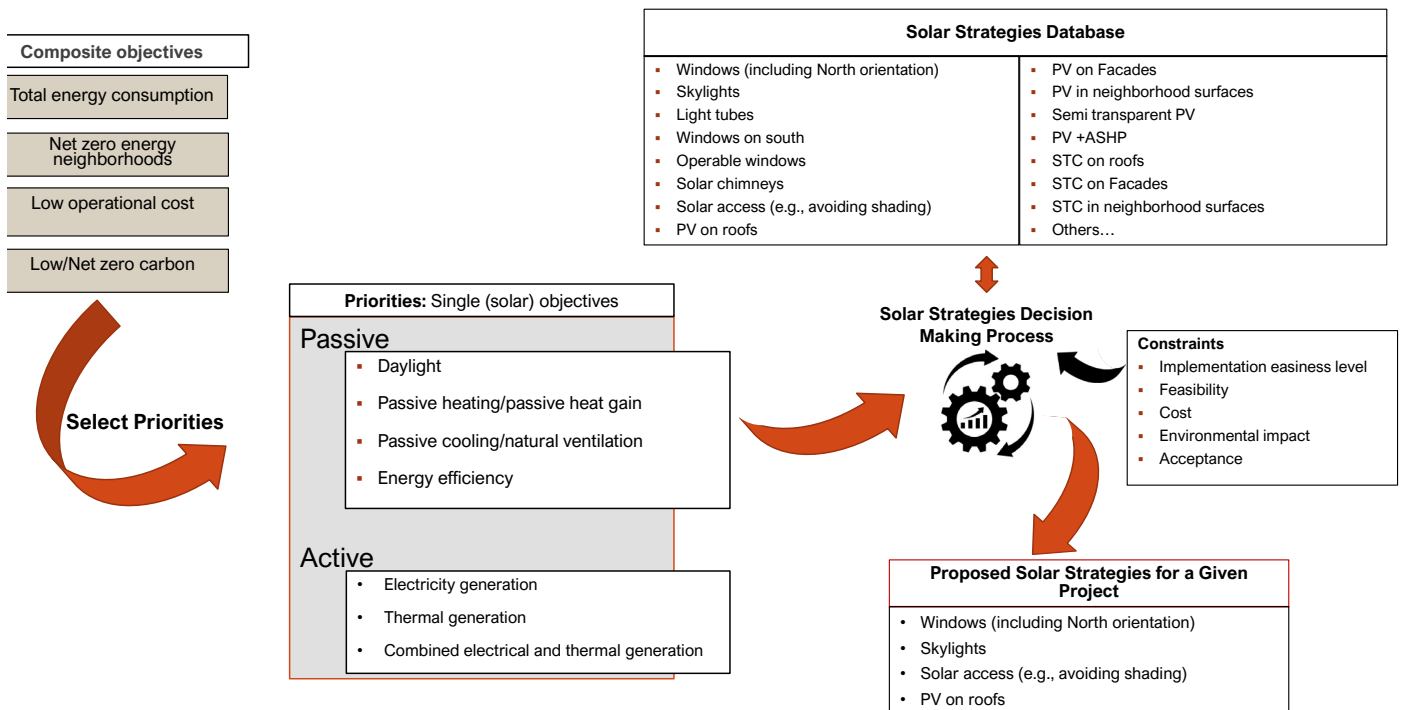 Composite objectives
Total energy consumption
Net zero energy
neighborhoods
Low operational cost
Low/Net zero carbon
Select Priorities
Priorities: Single (solar) objectives
Passive
▪ Daylight
▪ Passive heating/passive heat gain
▪ Passive cooling/natural ventilation
▪ Energy efficiency
Active
• Electricity generation
• Thermal generation
• Combined electrical and thermal generation
Solar Strategies Database
▪ Windows (including North orientation)
▪ Skylights
▪ Light tubes
▪ Windows on south
▪ Operable windows
▪ Solar chimneys
▪ Solar access (e.g., avoiding shading)
▪ PV on roofs
▪ PV on Facades
▪ PV in neighborhood surfaces
▪ Semi transparent PV
▪ PV +ASHP
▪ STC on roofs
▪ STC on Facades
▪ STC in neighborhood surfaces
▪ Others…
Solar Strategies Decision
Making Process
Constraints
▪ Implementation easiness level
▪ Feasibility
▪ Cost
▪ Environmental impact
▪ Acceptance
Proposed Solar Strategies for a Given
Project
• Windows (including North orientation)
• Skylights
• Solar access (e.g., avoiding shading)
• PV on roofs